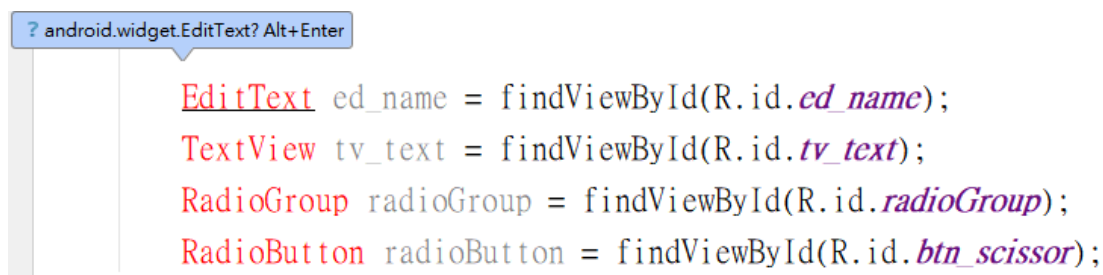 ? android.widget.EditText? Alt+Enter
EditText ed_name = findViewById(R.id.ed_name);
TextView tv_text = findViewById(R.id.tv_text);
RadioGroup radioGroup = findViewById(R.id.radioGroup);
RadioButton radioButton = findViewById(R.id.btn_scissor);